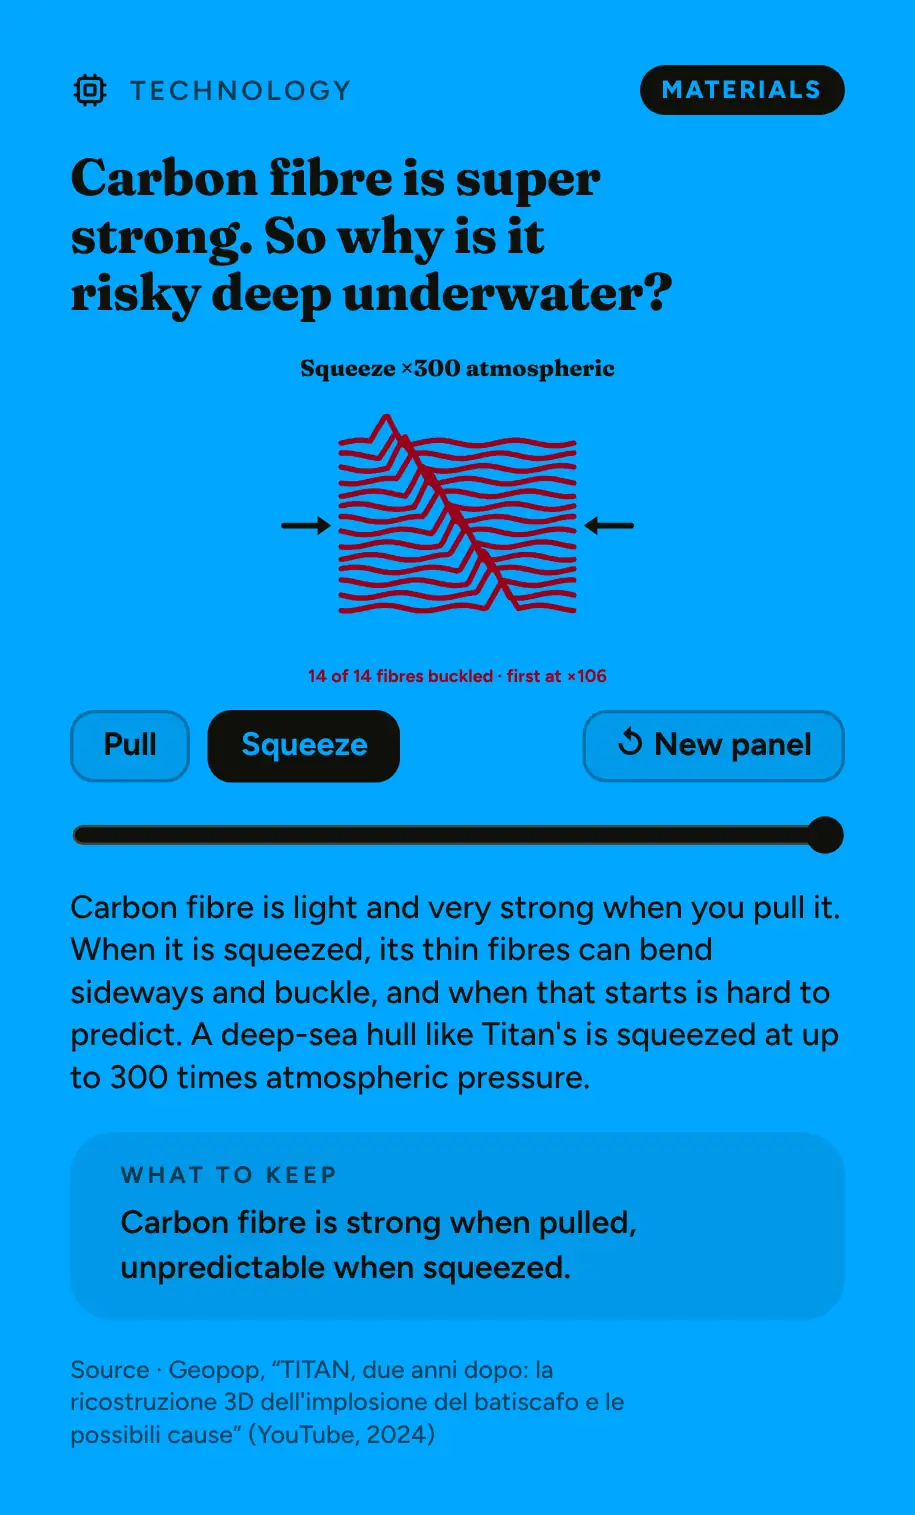 TECHNOLOGY
MATERIALS
Carbon fibre is super
strong. So why is it
risky deep underwater?
Squeeze ×300 atmospheric
14 of 14 fibres buckled · first at ×106
Pull
Squeeze
New panel
Carbon fibre is light and very strong when you pull it.
When it is squeezed, its thin fibres can bend
sideways and buckle, and when that starts is hard to
predict. A deep-sea hull like Titan's is squeezed at up
to 300 times atmospheric pressure.
WHAT TO KEEP
Carbon fibre is strong when pulled,
unpredictable when squeezed.
Source · Geopop, “TITAN, due anni dopo: la
ricostruzione 3D dell'implosione del batiscafo e le
possibili cause” (YouTube, 2024)